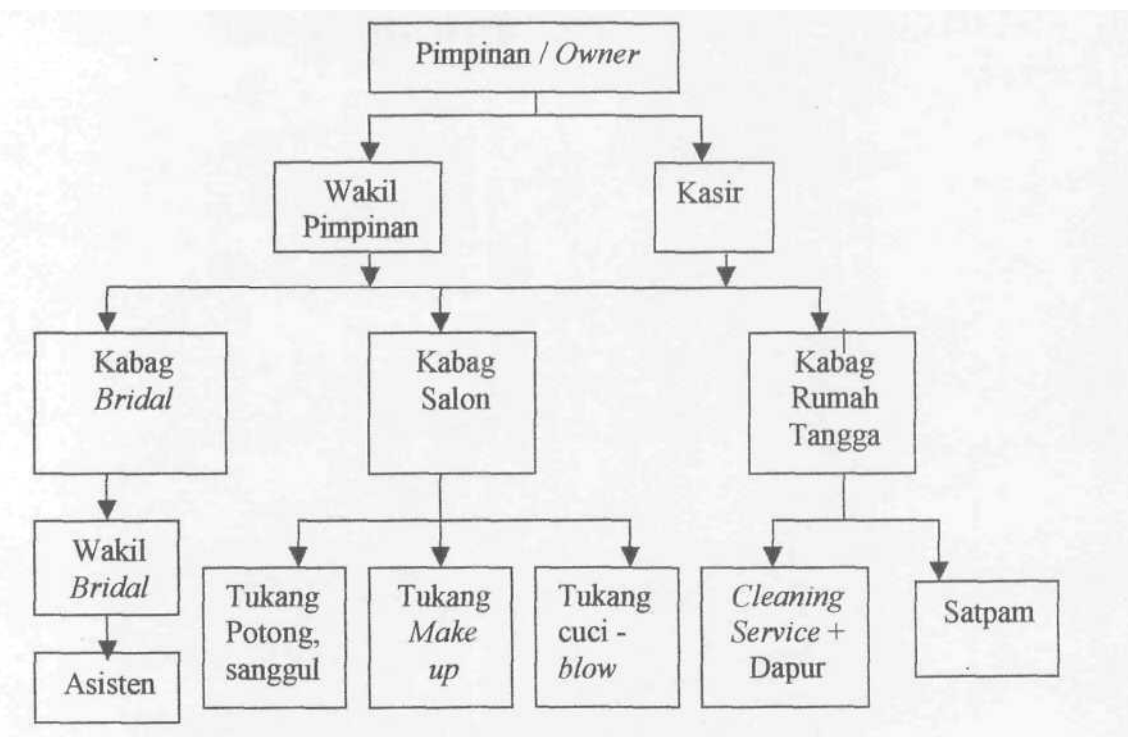 Pimpinan / Owner
Wakil
Pimpinan
Kasir
Kabag
Bridal
Kabag
Salon
Kabag
Rumah
Tangga
Wakil
Bridal
Asisten
Tukang
Potong,
sanggul
Tukang
Make
up
Tukang
cuci -
blow
Cleaning
Service +
Dapur
Satpam